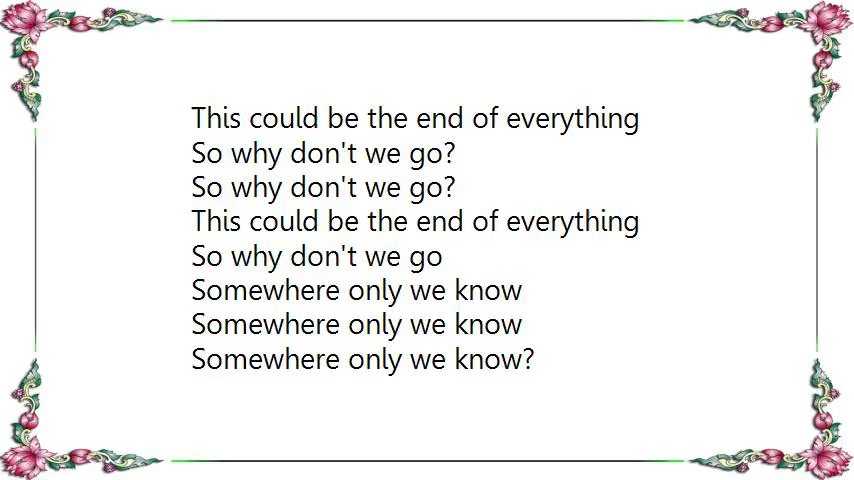 This could be the end of everything
So why don't we go?
So why don't we go?
This could be the end of everything
So why don't we go
Somewhere only we know
Somewhere only we know
Somewhere only we know?